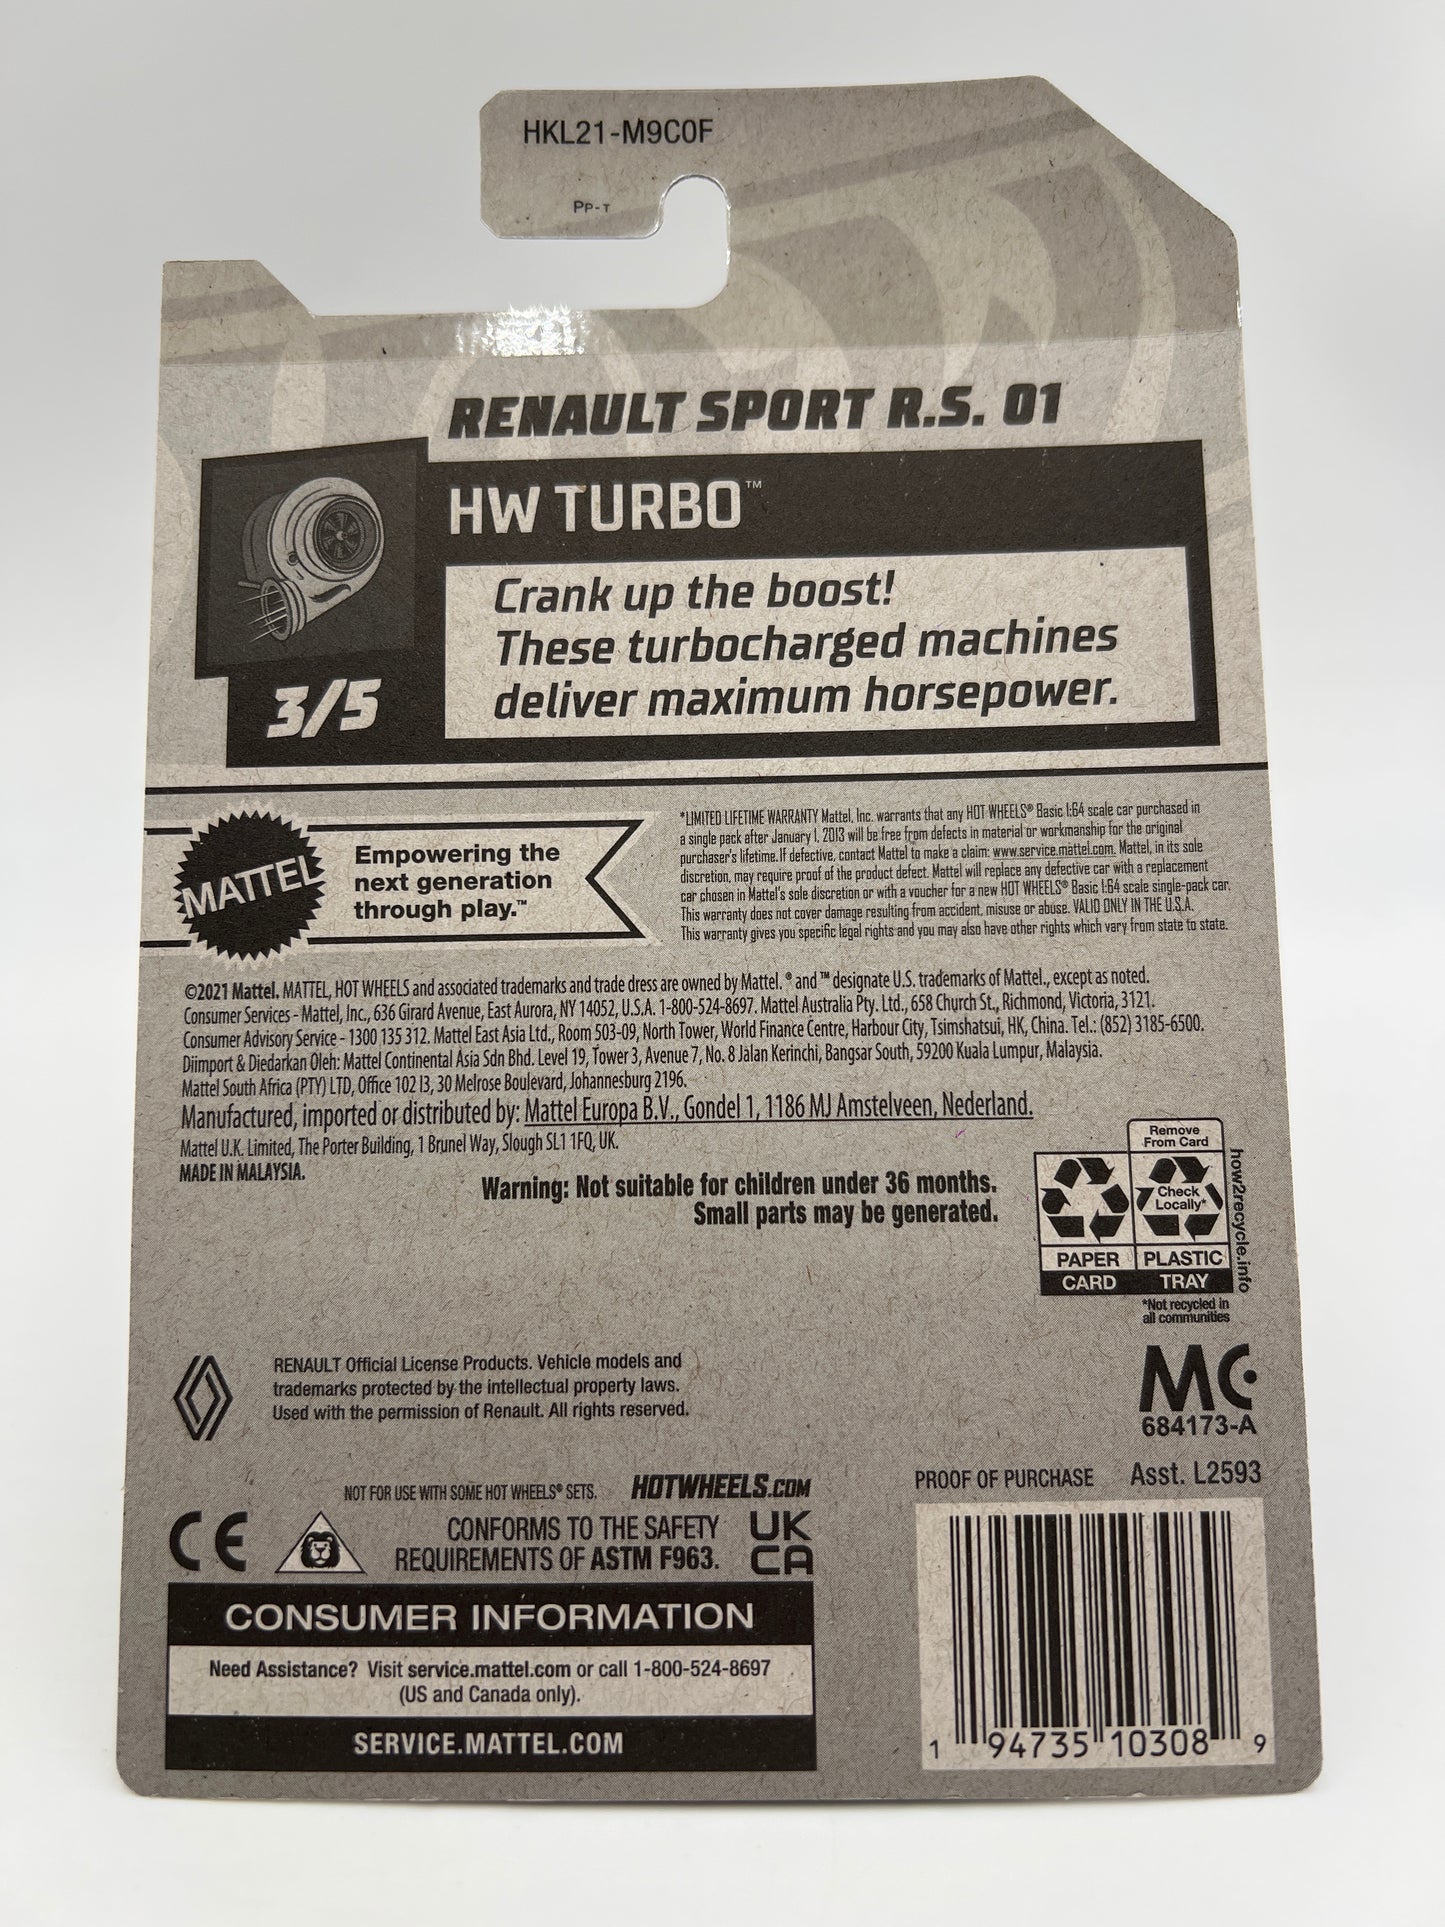 HKL21-M9C0F
PP-T
RENAULT SPORT R.S. 01
HW TURBO™
Crank up the boost!
These turbocharged machines
deliver maximum horsepower.
3/5
MATTEL
Empowering the
next generation
through play.™
*LIMITED LIFETIME WARRANTY Mattel, Inc. warrants that any HOT WHEELS® Basic 1:64 scale car purchased in
a single pack after January 1, 2013 will be free from defects in material or workmanship for the original
purchaser's lifetime. If defective, contact Mattel to make a claim: www.service.mattel.com. Mattel, in its sole
discretion, may require proof of the product defect. Mattel will replace any defective car with a replacement
car chosen in Mattel's sole discretion or with a voucher for a new HOT WHEELS® Basic 1:64 scale single-pack car.
This warranty does not cover damage resulting from accident, misuse or abuse. VALID ONLY IN THE U.S.A.
This warranty gives you specific legal rights and you may also have other rights which vary from state to state.
©2021 Mattel. MATTEL, HOT WHEELS and associated trademarks and trade dress are owned by Mattel. ® and ™ designate U.S. trademarks of Mattel., except as noted.
Consumer Services - Mattel, Inc., 636 Girard Avenue, East Aurora, NY 14052, U.S.A. 1-800-524-8697. Mattel Australia Pty. Ltd., 658 Church St., Richmond, Victoria, 3121.
Consumer Advisory Service - 1300 135 312. Mattel East Asia Ltd., Room 503-09, North Tower, World Finance Centre, Harbour City, Tsimshatsui, HK, China. Tel.: (852) 3185-6500.
Diimport & Diedarkan Oleh: Mattel Continental Asia Sdn Bhd. Level 19, Tower 3, Avenue 7, No. 8 Jalan Kerinchi, Bangsar South, 59200 Kuala Lumpur, Malaysia.
Mattel South Africa (PTY) LTD, Office 102 I3, 30 Melrose Boulevard, Johannesburg 2196.
Manufactured, imported or distributed by: Mattel Europa B.V., Gondel 1, 1186 MJ Amstelveen, Nederland.
Mattel U.K. Limited, The Porter Building, 1 Brunel Way, Slough SL1 1FQ, UK.
MADE IN MALAYSIA.
Warning: Not suitable for children under 36 months.
Small parts may be generated.
Remove
From Card
Check
Locally*
PAPER
PLASTIC
CARD
TRAY
how2recycle.info
*Not recycled in
all communities
RENAULT Official License Products. Vehicle models and
trademarks protected by the intellectual property laws.
Used with the permission of Renault. All rights reserved.
MC
684173-A
NOT FOR USE WITH SOME HOT WHEELS® SETS.
HOTWHEELS.COM
PROOF OF PURCHASE
Asst. L2593
CE
CONFORMS TO THE SAFETY
REQUIREMENTS OF ASTM F963.
UK
CA
CONSUMER INFORMATION
Need Assistance? Visit service.mattel.com or call 1-800-524-8697
(US and Canada only).
SERVICE.MATTEL.COM
1 94735 10308 9